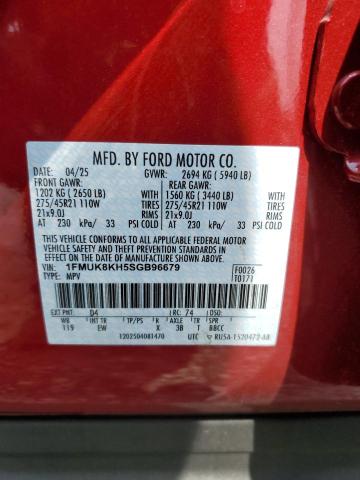 MFD. BY FORD MOTOR CO.
DATE: 04/25 GVWR: 2694 KG ( 5940 LB)
FRONT GAWR: REAR GAWR:
1202 KG ( 2650 LB) WITH 1560 KG ( 3440 LB) WITH
275/45R21 110W TIRES 275/45R21 110W TIRES
21x9.0J RIMS 21x9.0J RIMS
AT 230 kPa/ 33 PSI COLD AT 230 kPa/ 33 PSI COLD
THIS VEHICLE CONFORMS TO ALL APPLICABLE FEDERAL MOTOR
VEHICLE SAFETY AND THEFT PREVENTION STANDARDS IN
EFFECT ON THE DATE OF MANUFACTURE SHOWN ABOVE.
VIN: 1FMUK8KH5SGB96679 F0026
TYPE: MPV T0171
EXT PNT: D4 RC: 74 DSO:
WB INT TR TP/PS R AXLE TR SPR
119 EW X 3B T BBCC
1202504081470 UTC RU5A-1520472-AB